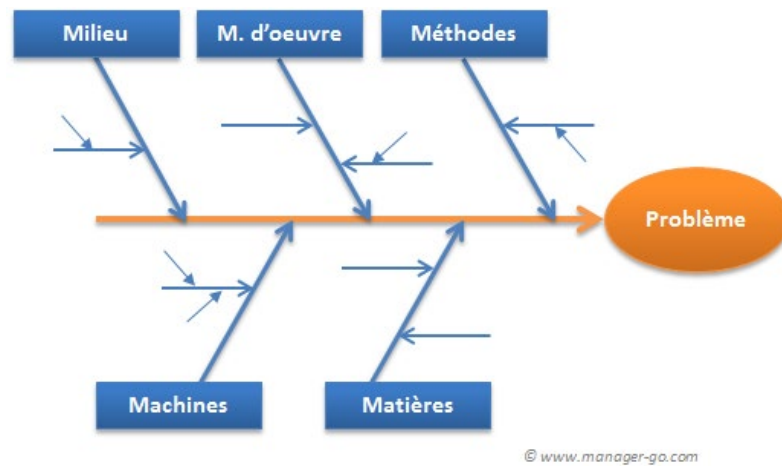 Milieu
M. d'oeuvre
Méthodes
Problème
Machines
Matières
© www.manager-go.com